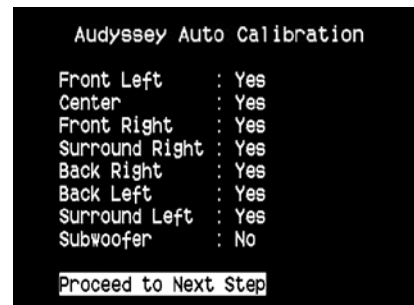 Audyssey Auto Calibration
Front Left : Yes
Center : Yes
Front Right : Yes
Surround Right : Yes
Back Right : Yes
Back Left : Yes
Surround Left : Yes
Subwoofer : No
Proceed to Next Step